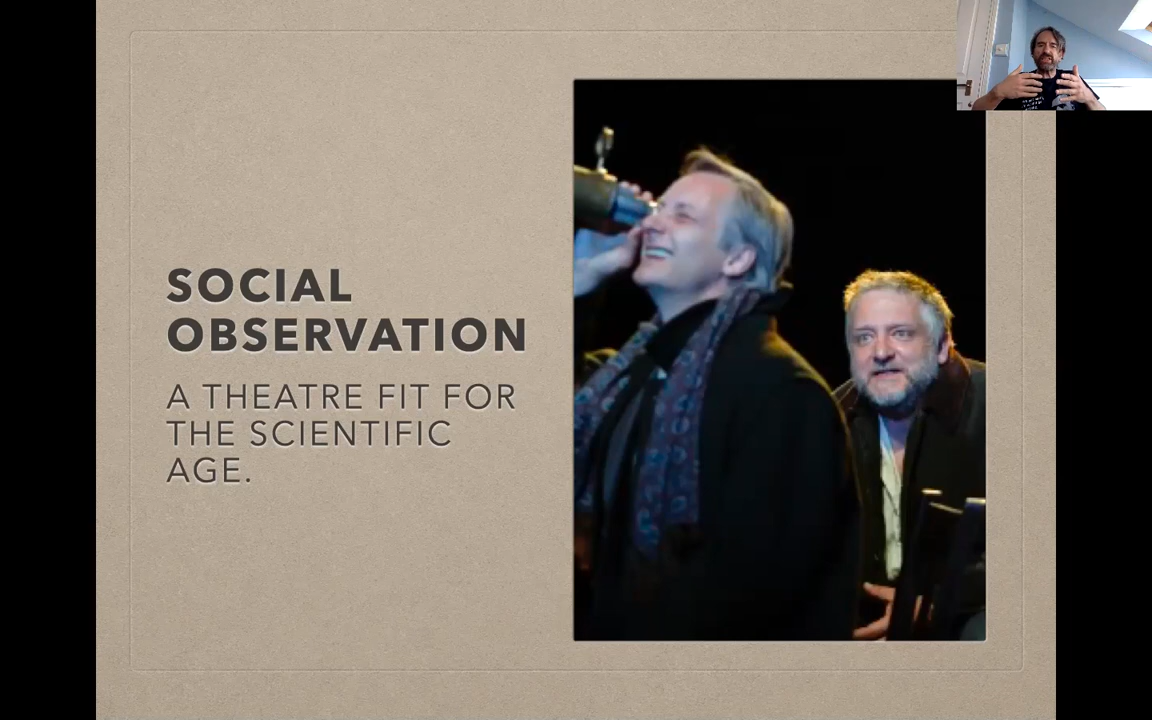 SOCIAL
OBSERVATION
A THEATRE FIT FOR
THE SCIENTIFIC
AGE.